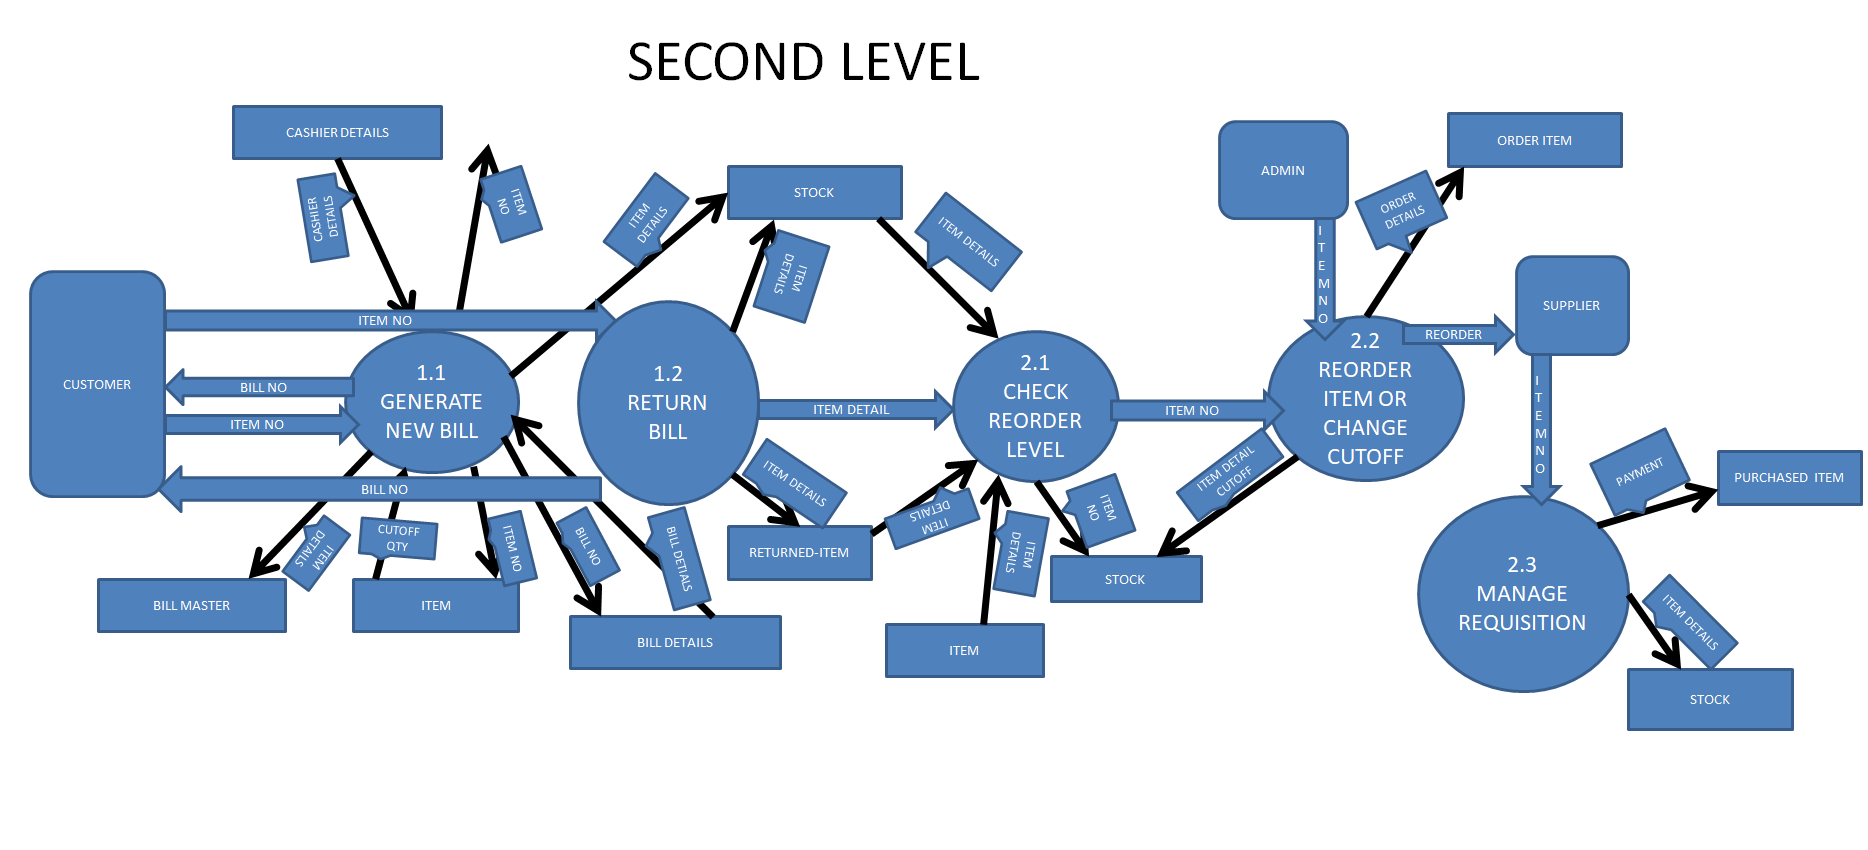 SECOND LEVEL
CASHIER DETAILS
CASHIER
DETAILS
ITEM
NO
ITEM
DETAILS
STOCK
ITEM
DETAILS
ITEM DETAILS
ADMIN
ITEMNO
ORDER
DETAILS
ORDER ITEM
CUSTOMER
ITEM NO
BILL NO
ITEM NO
BILL NO
1.1
GENERATE
NEW BILL
1.2
RETURN
BILL
ITEM DETAIL
2.1
CHECK
REORDER
LEVEL
ITEM NO
2.2
REORDER
ITEM OR
CHANGE
CUTOFF
REORDER
SUPPLIER
ITEMNO
ITEM
DETAILS
CUTOFF
QTY
ITEM NO
BILL NO
BILL DETIALS
ITEM DETAILS
ITEM
DETAILS
ITEM
DETAILS
ITEM
NO
ITEM DETAIL
CUTOFF
PAYMENT
PURCHASED ITEM
BILL MASTER
ITEM
BILL DETAILS
RETURNED-ITEM
ITEM
STOCK
2.3
MANAGE
REQUISITION
ITEM DETAILS
STOCK